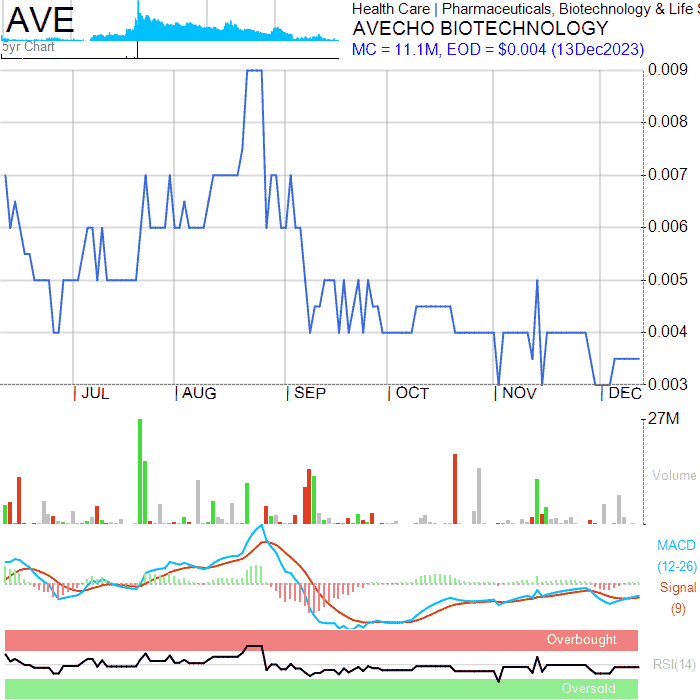 AVE
5yr Chart
Health Care | Pharmaceuticals, Biotechnology & Life S
AVECHO BIOTECHNOLOGY
MC = 11.1M, EOD = $0.004 (13Dec2023)
0.009
0.008
0.007
0.006
0.005
0.004
0.003
JUL AUG SEP OCT NOV DEC
27M
Volume
MACD
(12-26)
Signal
(9)
Overbought
RSI(14)
Oversold